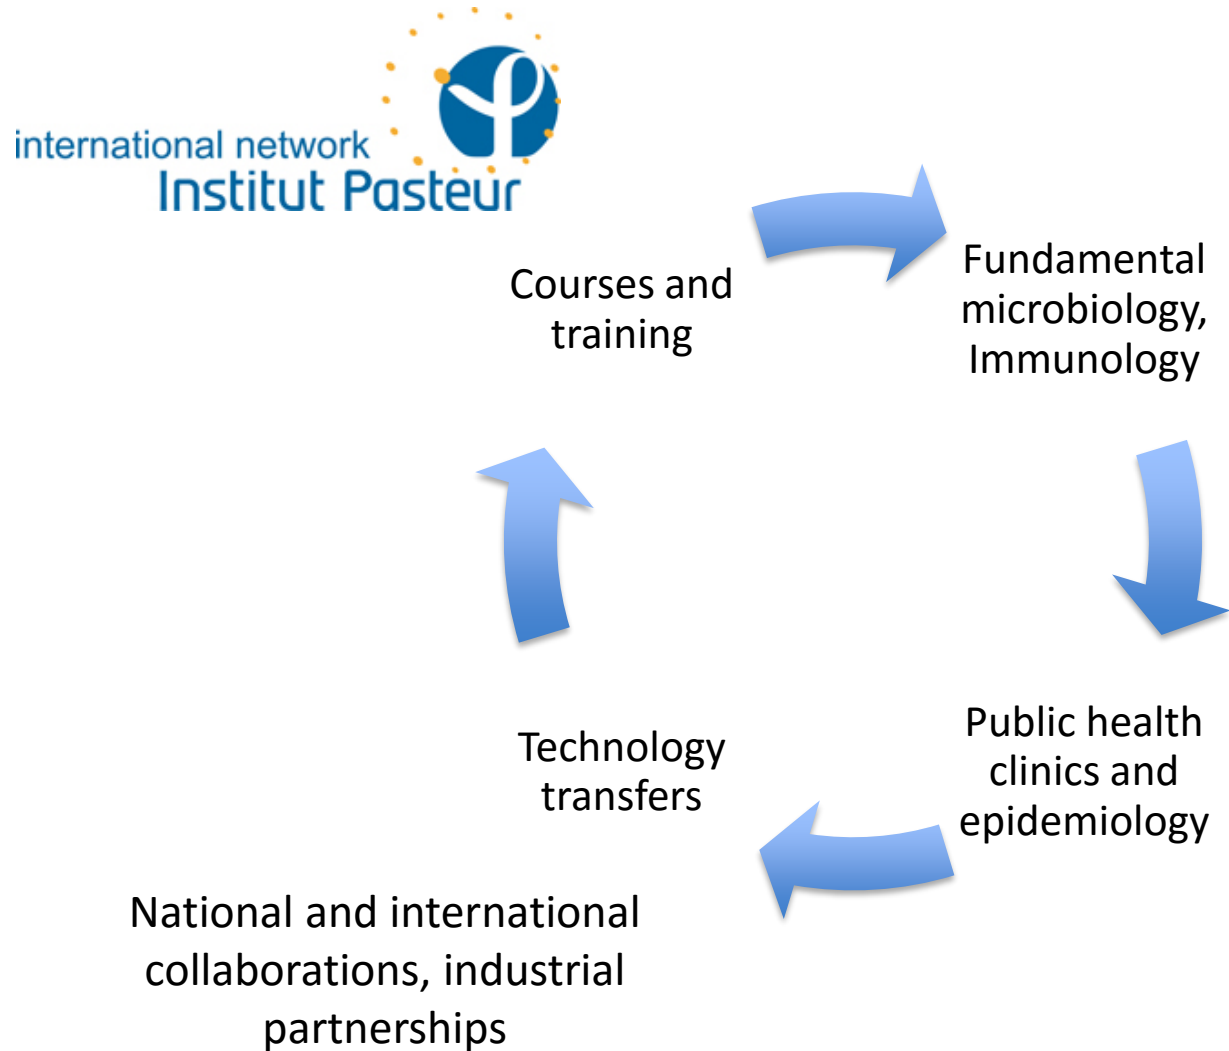 international network
Institut Pasteur
Courses and
training
Fundamental
microbiology,
Immunology
Public health
clinics and
epidemiology
Technology
transfers
National and international
collaborations, industrial
partnerships